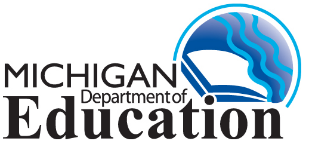 MICHIGAN
Department of
Education